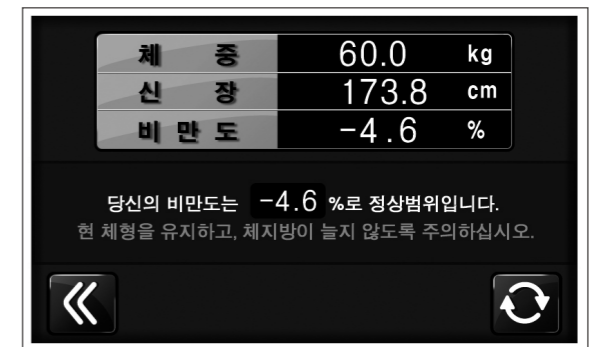 체 중 60.0 kg
신 장 173.8 cm
비 만 도 -4.6 %
당신의 비만도는 -4.6 %로 정상범위입니다.
현 체형을 유지하고, 체지방이 늘지 않도록 주의하십시오.